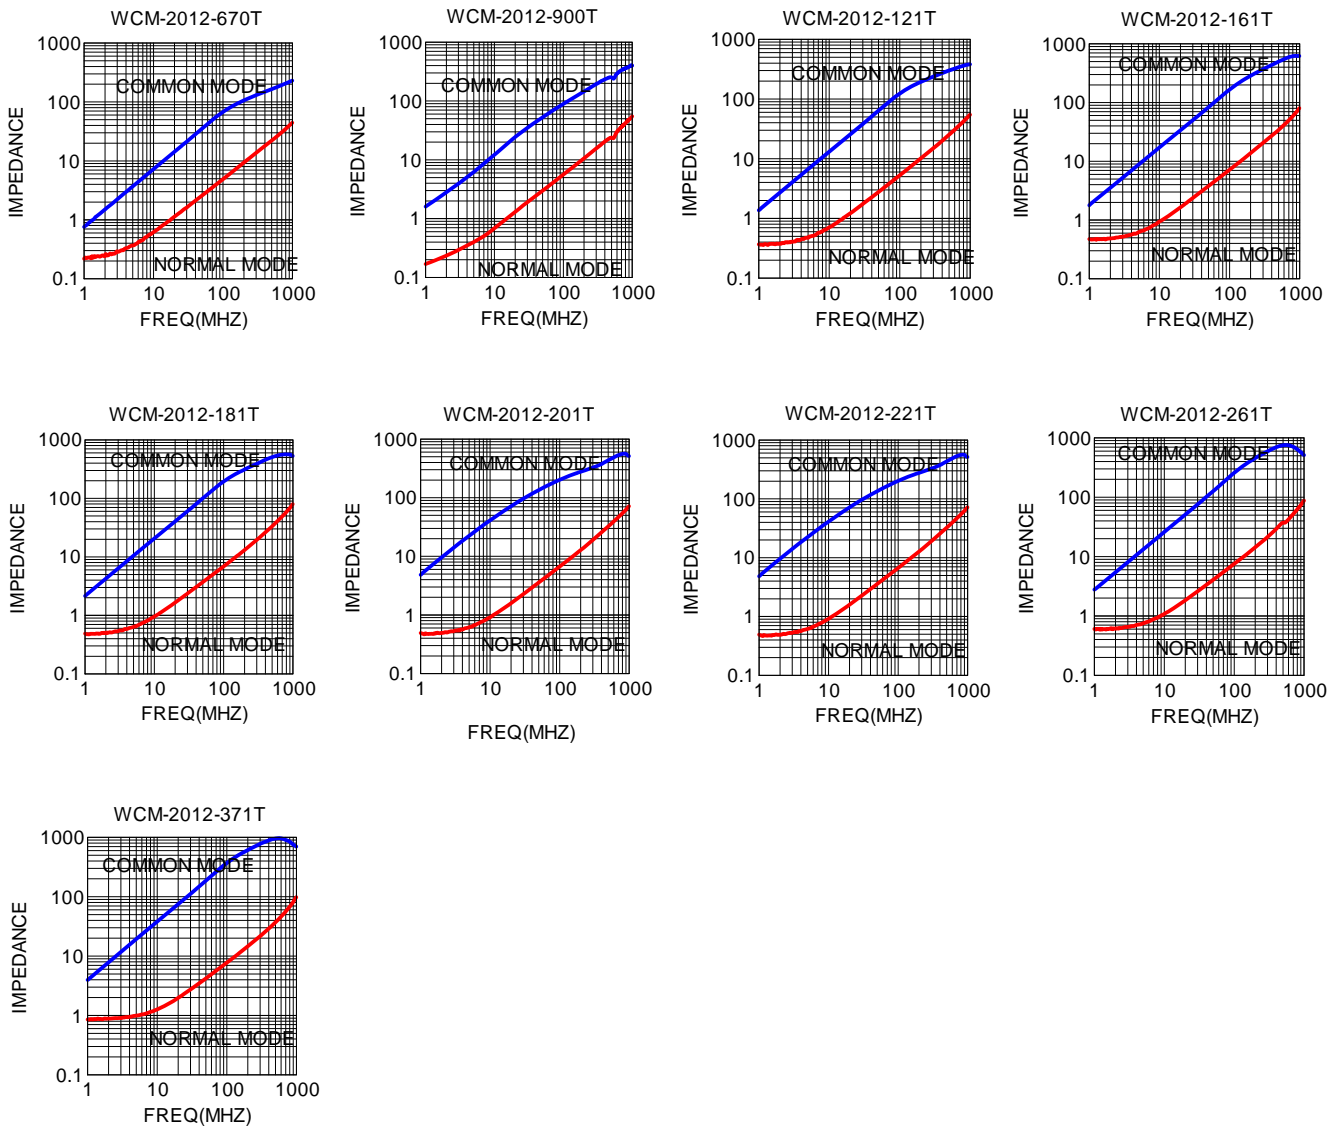 WCM-2012-670T
1000
100
10
1
0.1
IMPEDANCE
COMMON MODE
NORMAL MODE
1 10 100 1000
FREQ(MHZ)
WCM-2012-900T
1000
100
10
1
0.1
IMPEDANCE
COMMON MODE
NORMAL MODE
1 10 100 1000
FREQ(MHZ)
WCM-2012-121T
1000
100
10
1
0.1
IMPEDANCE
COMMON MODE
NORMAL MODE
1 10 100 1000
FREQ(MHZ)
WCM-2012-161T
1000
100
10
1
0.1
IMPEDANCE
COMMON MODE
NORMAL MODE
1 10 100 1000
FREQ(MHZ)
WCM-2012-181T
1000
100
10
1
0.1
IMPEDANCE
COMMON MODE
NORMAL MODE
1 10 100 1000
FREQ(MHZ)
WCM-2012-201T
1000
100
10
1
0.1
IMPEDANCE
COMMON MODE
NORMAL MODE
1 10 100 1000
FREQ(MHZ)
WCM-2012-221T
1000
100
10
1
0.1
IMPEDANCE
COMMON MODE
NORMAL MODE
1 10 100 1000
FREQ(MHZ)
WCM-2012-261T
1000
100
10
1
0.1
IMPEDANCE
COMMON MODE
NORMAL MODE
1 10 100 1000
FREQ(MHZ)
WCM-2012-371T
1000
100
10
1
0.1
IMPEDANCE
COMMON MODE
NORMAL MODE
1 10 100 1000
FREQ(MHZ)